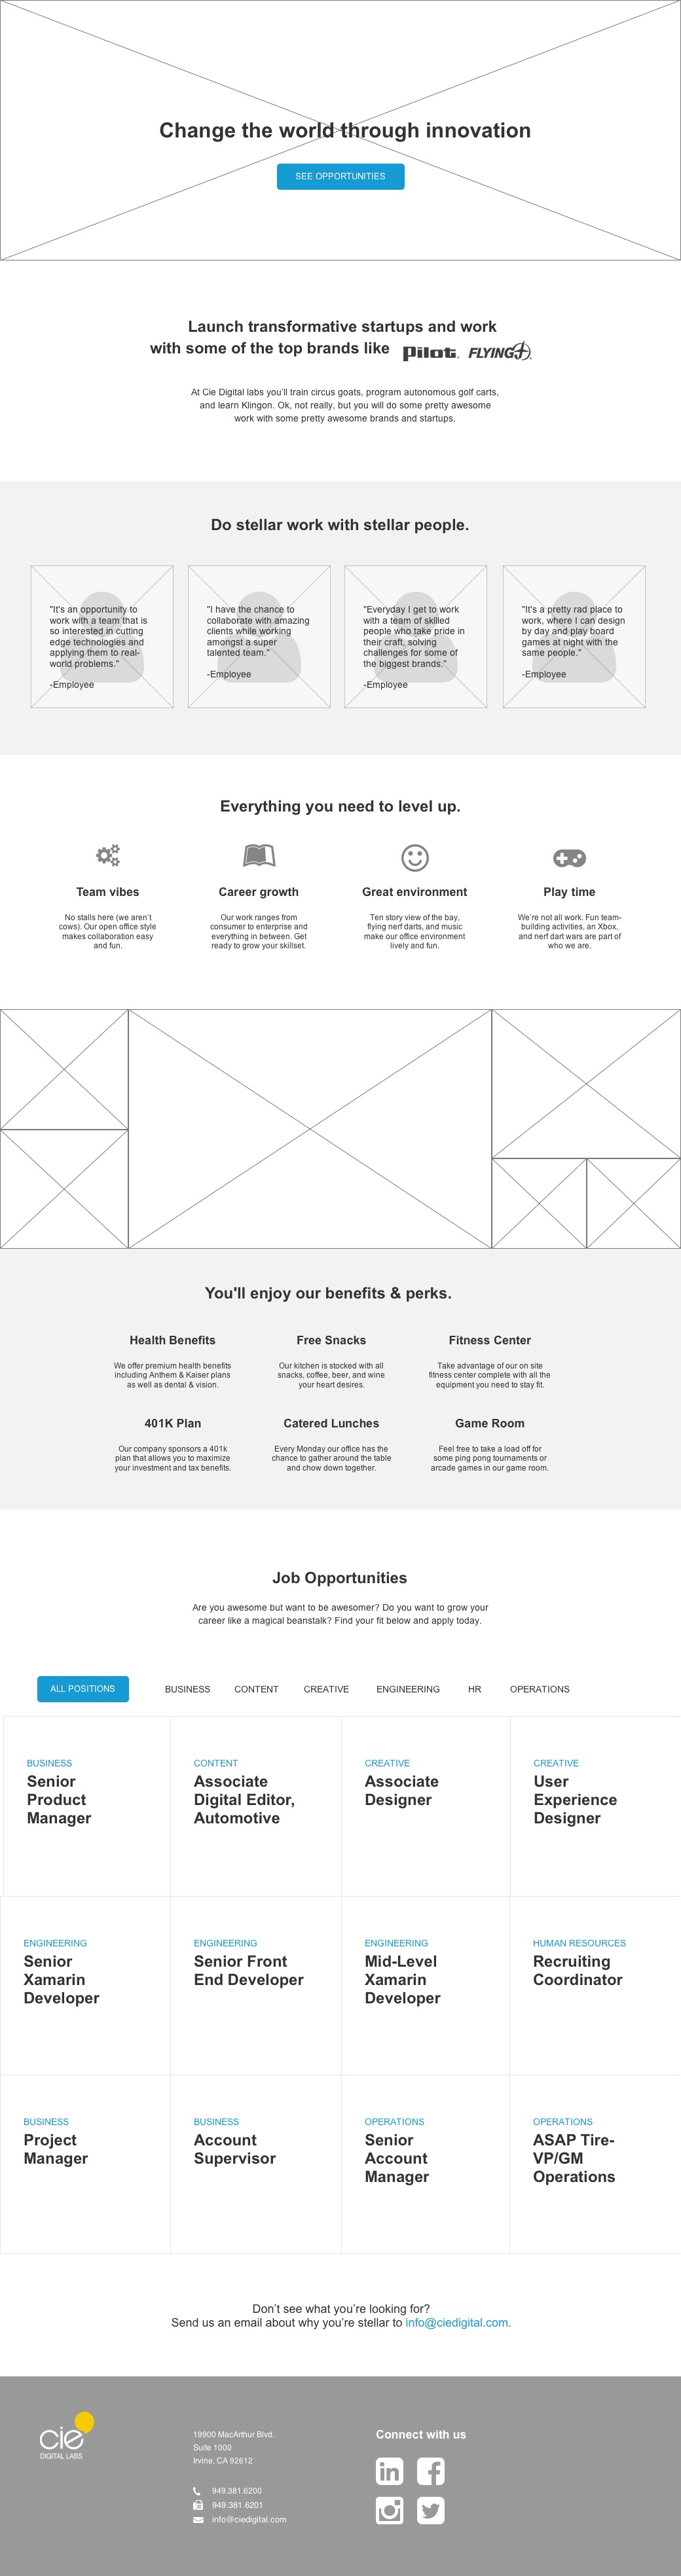 Change the world through innovation
SEE OPPORTUNITIES
Launch transformative startups and work
with some of the top brands like Pilot. FLYING J
At Cie Digital labs you'll train circus goats, program autonomous golf carts,
and learn Klingon. Ok, not really, but you will do some pretty awesome
work with some pretty awesome brands and startups.
Do stellar work with stellar people.
"It's an opportunity to
work with a team that is
so interested in cutting
edge technologies and
applying them to real-
world problems."
-Employee
"I have the chance to
collaborate with amazing
clients while working
amongst a super
talented team."
-Employee
"Everyday I get to work
with a team of skilled
people who take pride in
their craft, solving
challenges for some of
the biggest brands."
-Employee
"It's a pretty rad place to
work, where I can design
by day and play board
games at night with the
same people."
-Employee
Everything you need to level up.
Team vibes
No stalls here (we aren't
cows). Our open office style
makes collaboration easy
and fun.
Career growth
Our work ranges from
consumer to enterprise and
everything in between. Get
ready to grow your skillset.
Great environment
Ten story view of the bay,
flying nerf darts, and music
make our office environment
lively and fun.
Play time
We're not all work. Fun team-
building activities, an Xbox,
and nerf dart wars are part of
who we are.
You'll enjoy our benefits & perks.
Health Benefits
We offer premium health benefits
including Anthem & Kaiser plans
as well as dental & vision.
Free Snacks
Our kitchen is stocked with all
snacks, coffee, beer, and wine
your heart desires.
Fitness Center
Take advantage of our on site
fitness center complete with all the
equipment you need to stay fit.
401K Plan
Our company sponsors a 401k
plan that allows you to maximize
your investment and tax benefits.
Catered Lunches
Every Monday our office has the
chance to gather around the table
and chow down together.
Game Room
Feel free to take a load off for
some ping pong tournaments or
arcade games in our game room.
Job Opportunities
Are you awesome but want to be awesomer? Do you want to grow your
career like a magical beanstalk? Find your fit below and apply today.
ALL POSITIONS BUSINESS CONTENT CREATIVE ENGINEERING HR OPERATIONS
BUSINESS
Senior
Product
Manager
CONTENT
Associate
Digital Editor,
Automotive
CREATIVE
Associate
Designer
CREATIVE
User
Experience
Designer
ENGINEERING
Senior
Xamarin
Developer
ENGINEERING
Senior Front
End Developer
ENGINEERING
Mid-Level
Xamarin
Developer
HUMAN RESOURCES
Recruiting
Coordinator
BUSINESS
Project
Manager
BUSINESS
Account
Supervisor
OPERATIONS
Senior
Account
Manager
OPERATIONS
ASAP Tire-
VP/GM
Operations
Don't see what you're looking for?
Send us an email about why you're stellar to info@ciedigital.com.
cie
DIGITAL LABS
19900 MacArthur Blvd.
Suite 1000
Irvine, CA 92612
949.381.6200
949.381.6201
info@ciedigital.com
Connect with us